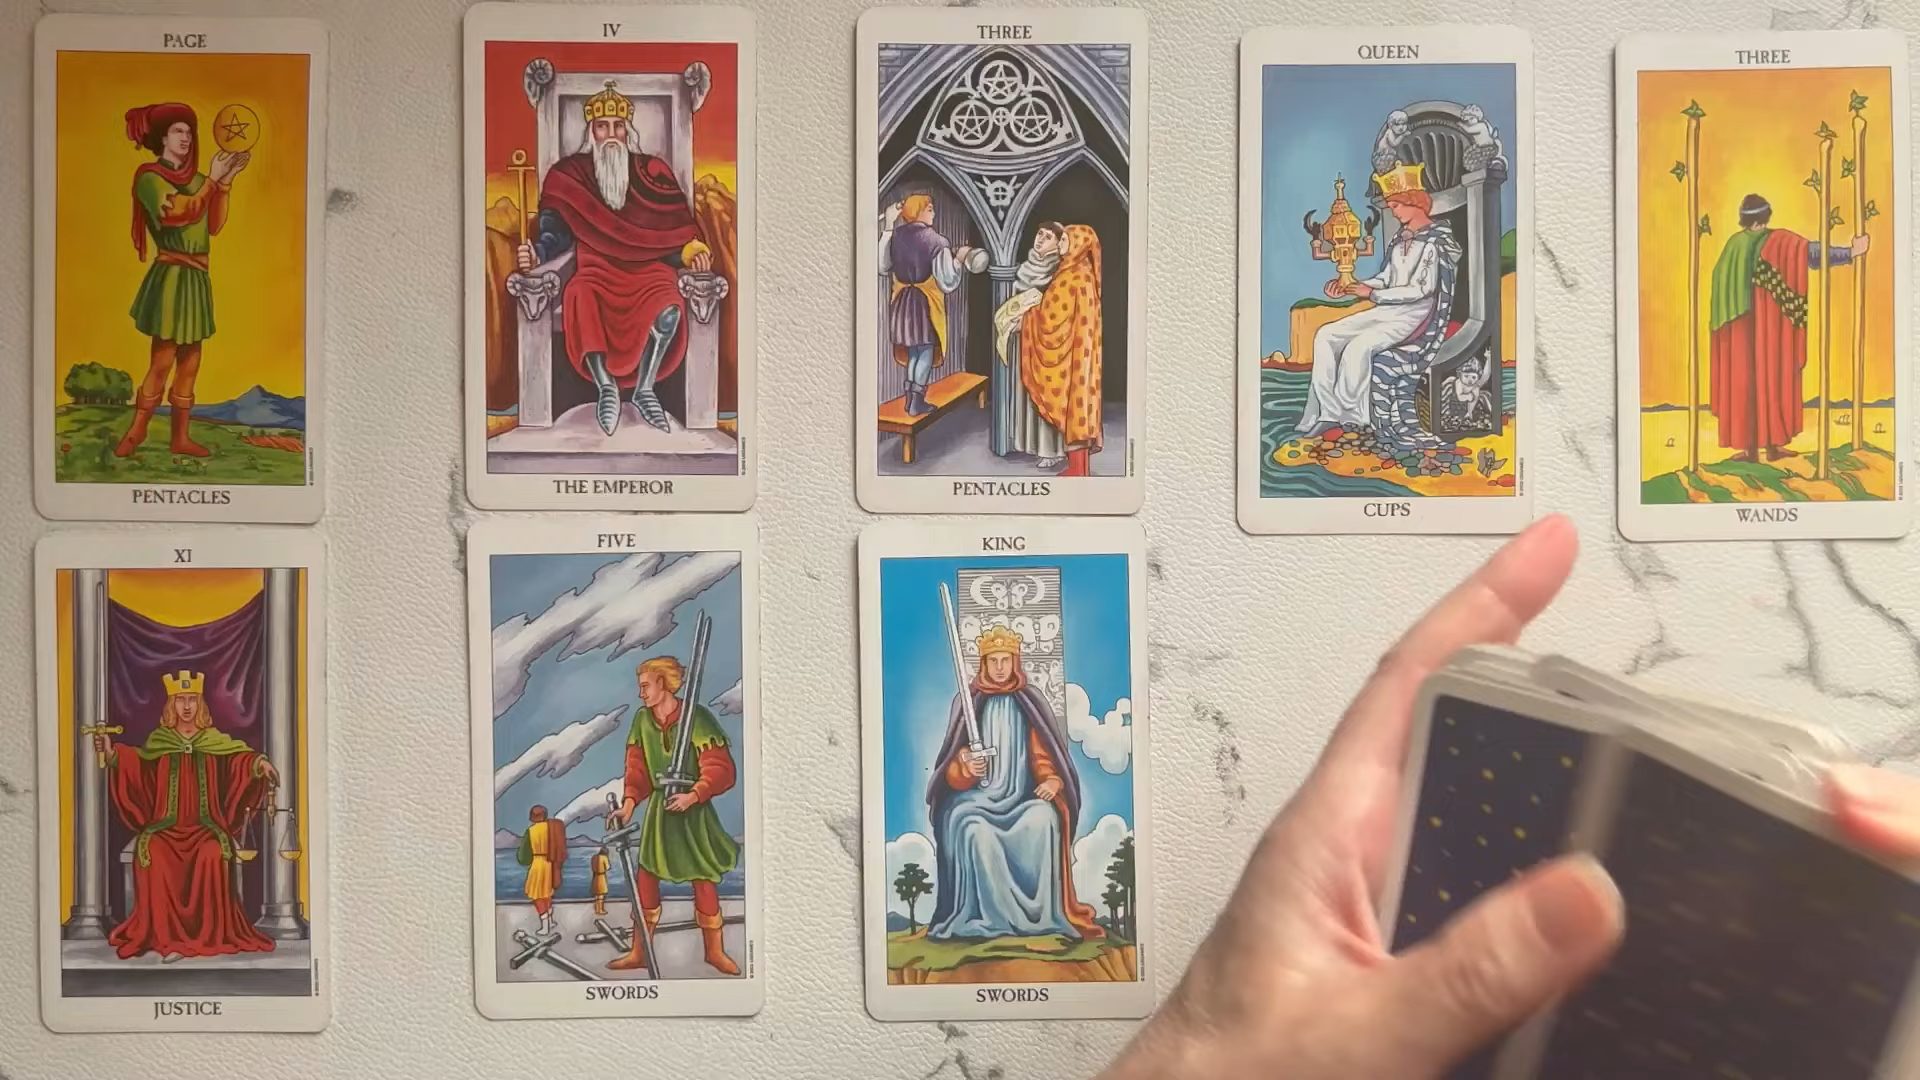 PAGE
PENTACLES
IV
THE EMPEROR
THREE
PENTACLES
QUEEN
CUPS
THREE
WANDS
XI
JUSTICE
FIVE
SWORDS
KING
SWORDS